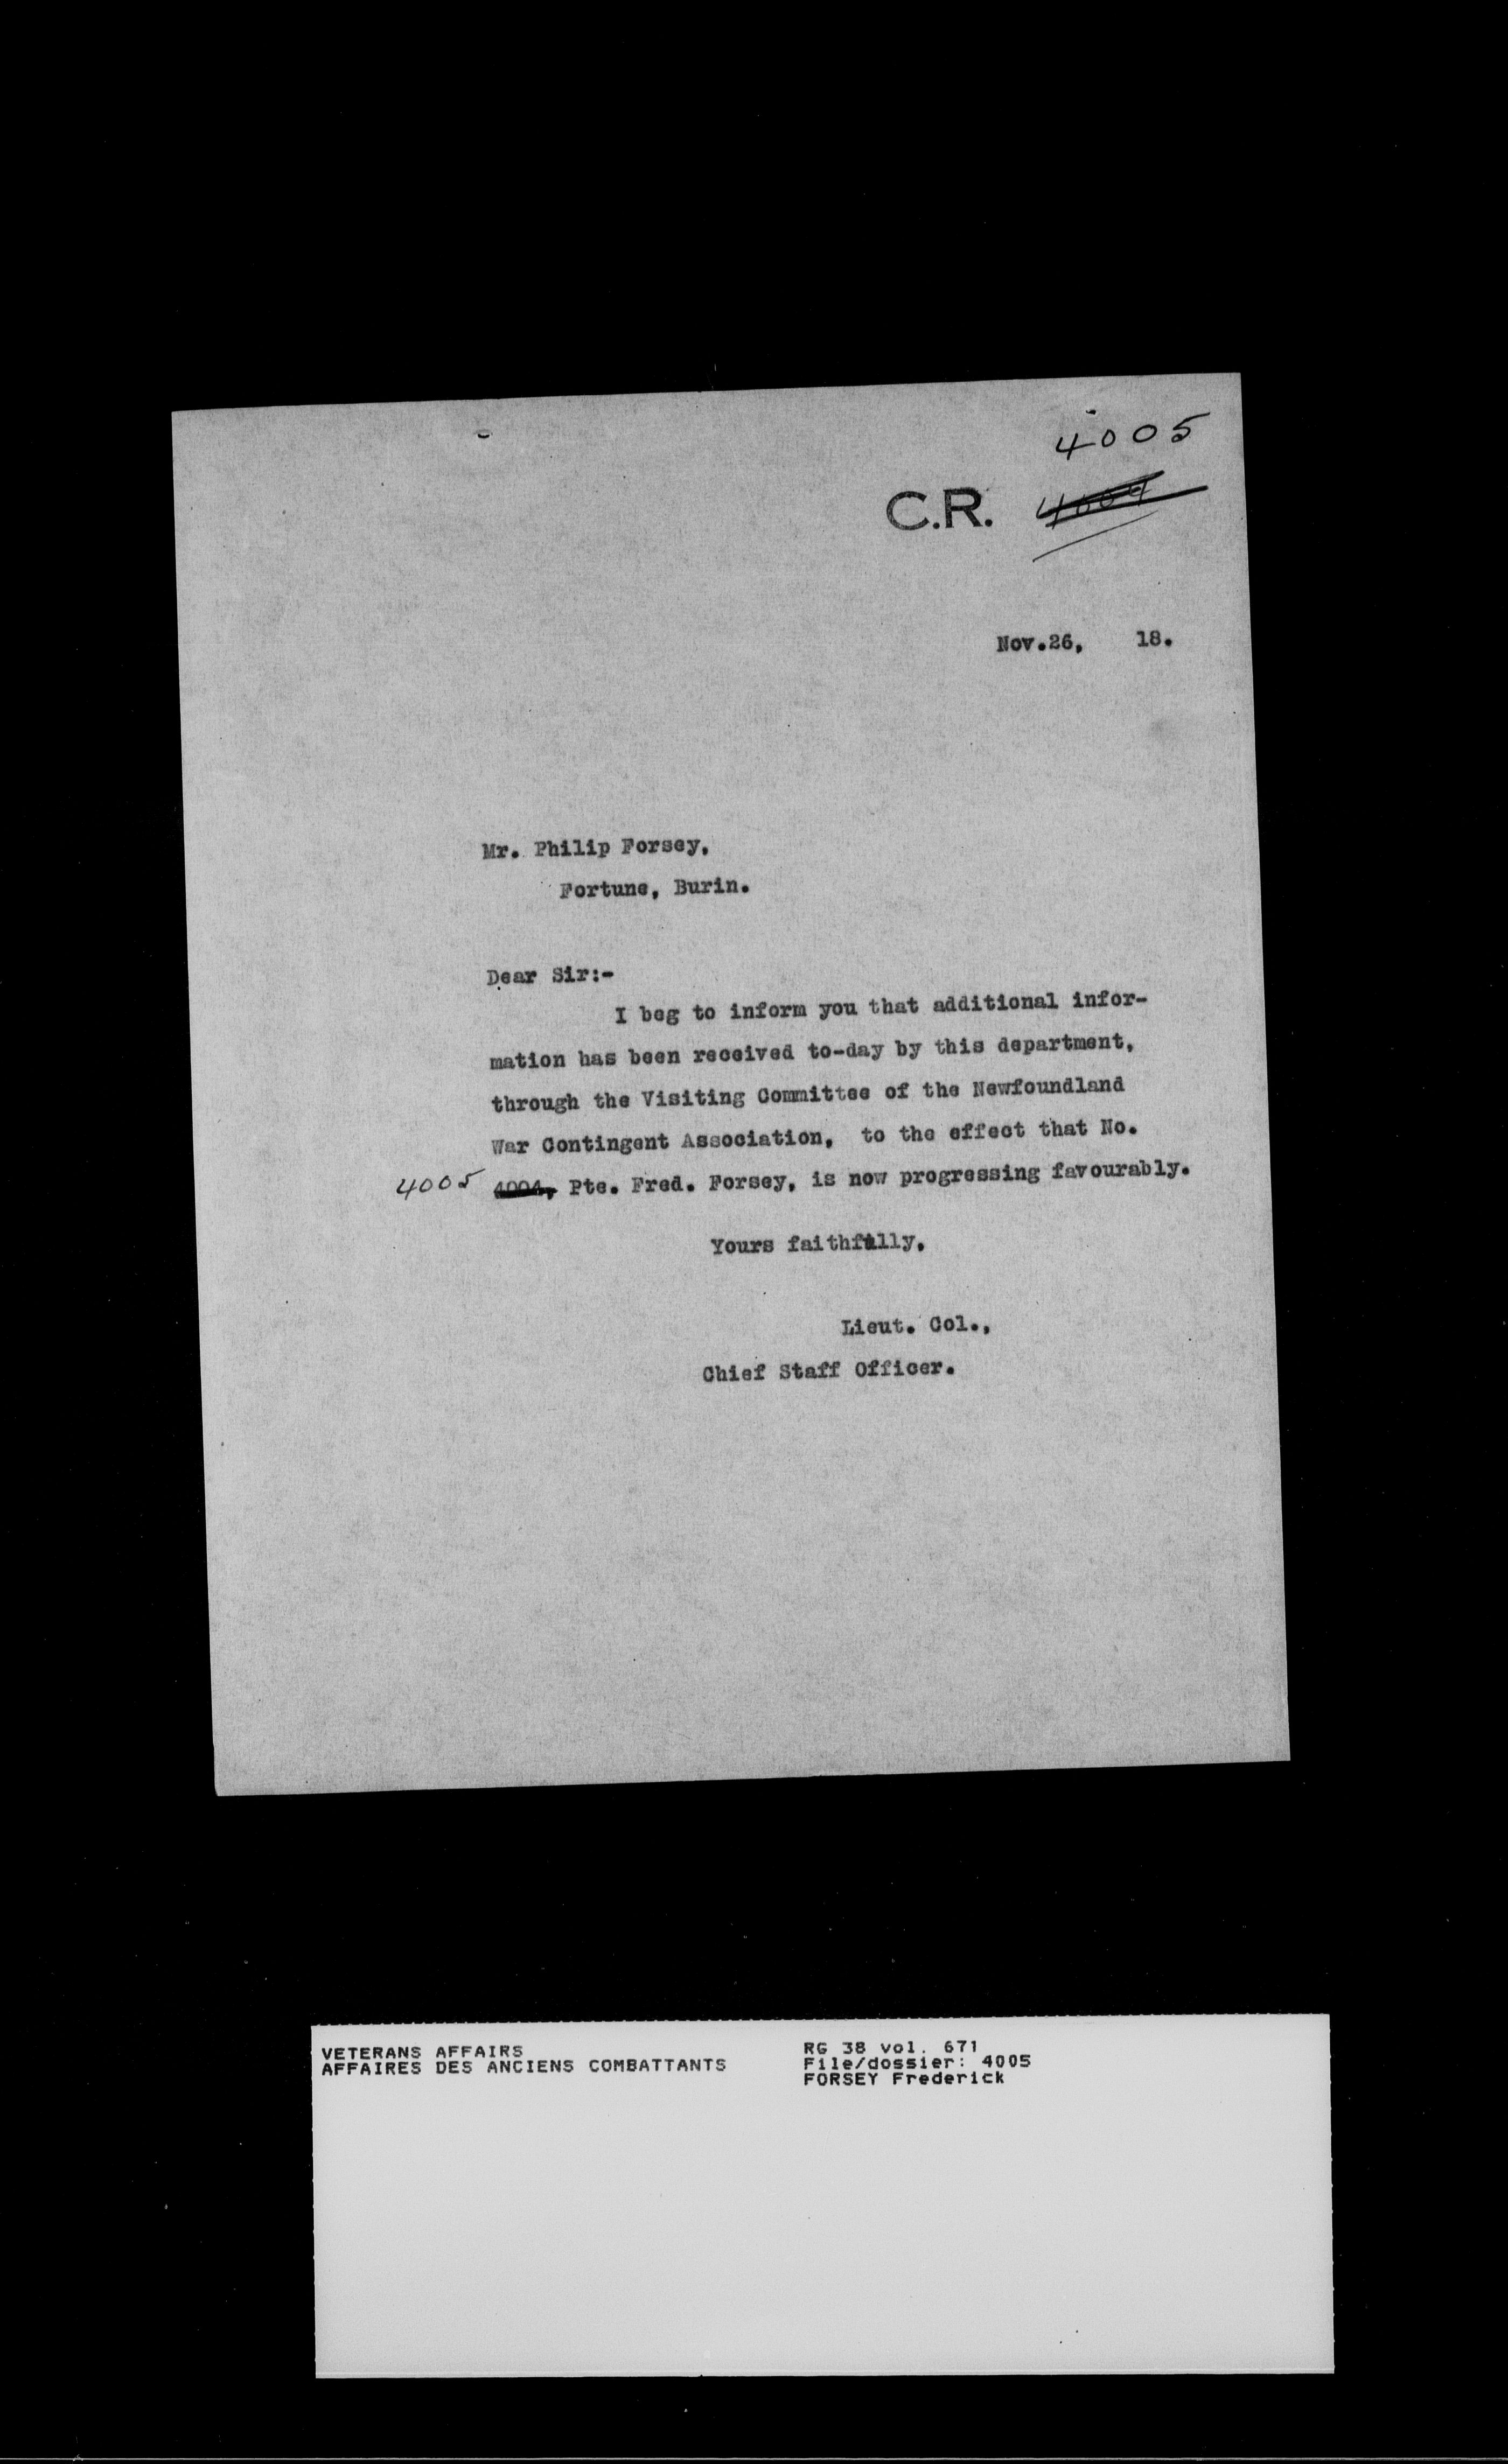 4005
C.R.
Nov.26, 18.
Mr. Philip Forsey,
Fortune, Burin.
Dear Sir:-
I beg to inform you that additional infor-
mation has been received to-day by this department,
through the Visiting Committee of the Newfoundland
War Contingent Association, to the effect that No.
4005 4004, Pte. Fred. Forsey, is now progressing favourably.
Yours faithfully,
Lieut. Col.,
Chief Staff Officer.
VETERANS AFFAIRS
AFFAIRES DES ANCIENS COMBATTANTS
RG 38 vol. 671
File/dossier: 4005
FORSEY Frederick